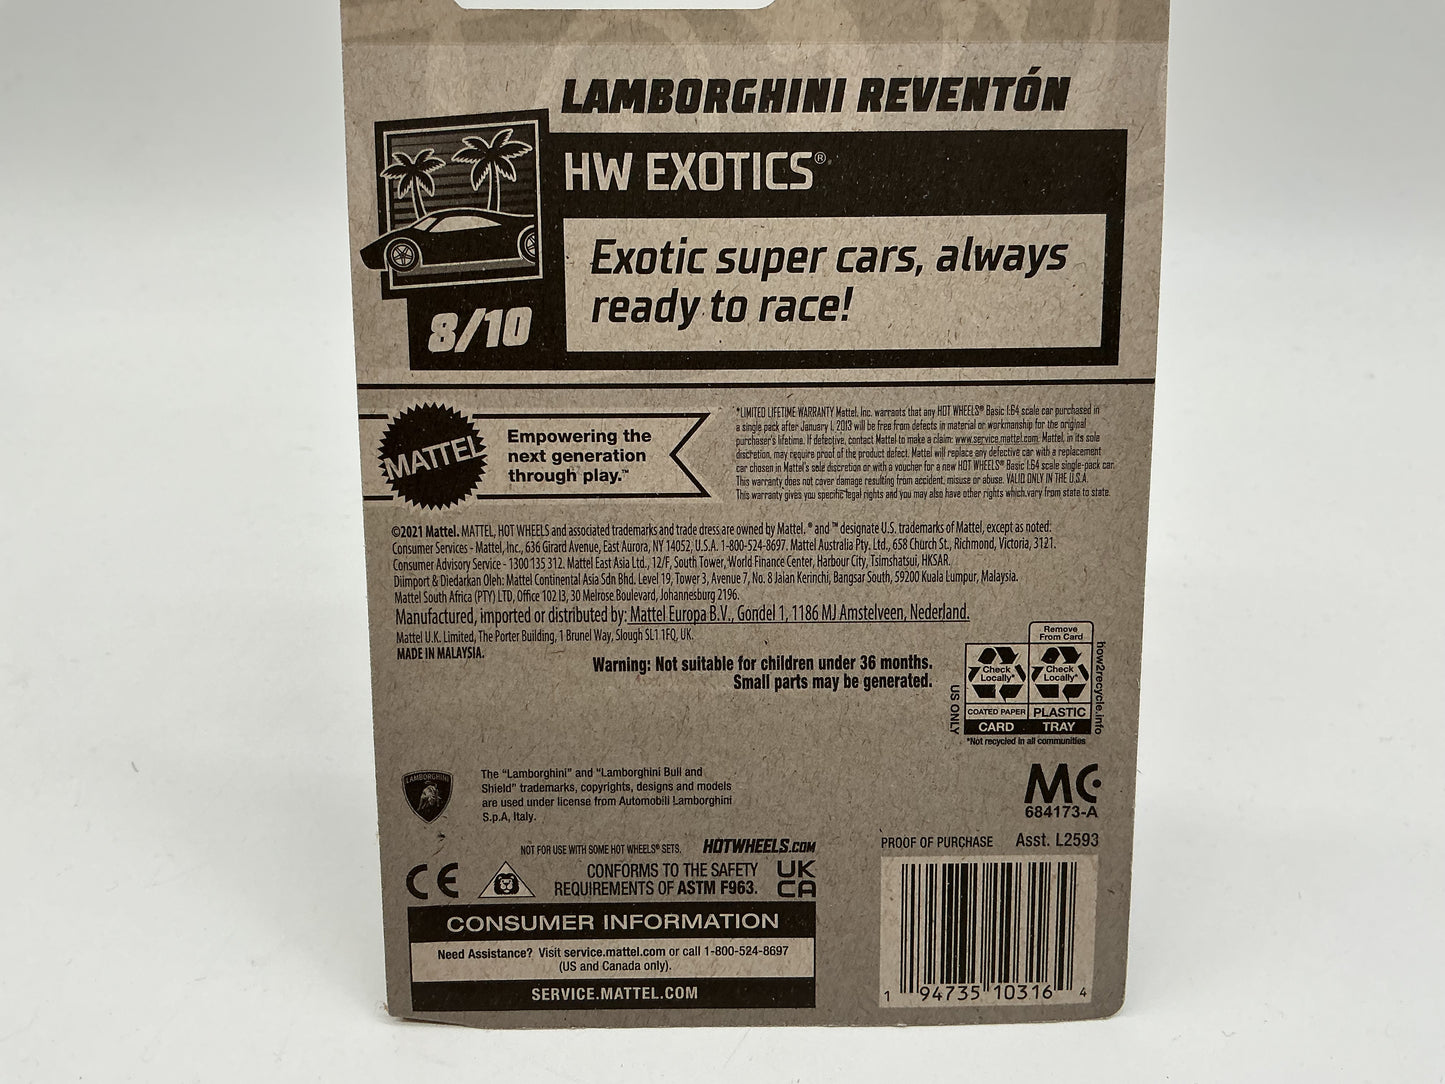 LAMBORGHINI REVENTÓN
HW EXOTICS®
Exotic super cars, always
ready to race!
8/10
MATTEL
Empowering the
next generation
through play.™
*LIMITED LIFETIME WARRANTY Mattel, Inc. warrants that any HOT WHEELS® Basic 1:64 scale car purchased in
a single pack after January 1, 2013 will be free from defects in material or workmanship for the original
purchaser's lifetime. If defective, contact Mattel to make a claim: www.service.mattel.com. Mattel, in its sole
discretion, may require proof of the product defect. Mattel will replace any defective car with a replacement
car chosen in Mattel's sole discretion or with a voucher for a new HOT WHEELS® Basic 1:64 scale single-pack car.
This warranty does not cover damage resulting from accident, misuse or abuse. VALID ONLY IN THE U.S.A.
This warranty gives you specific legal rights and you may also have other rights which vary from state to state.
©2021 Mattel. MATTEL, HOT WHEELS and associated trademarks and trade dress are owned by Mattel. ® and ™ designate U.S. trademarks of Mattel, except as noted:
Consumer Services - Mattel, Inc., 636 Girard Avenue, East Aurora, NY 14052, U.S.A. 1-800-524-8697. Mattel Australia Pty. Ltd., 658 Church St., Richmond, Victoria, 3121.
Consumer Advisory Service - 1300 135 312. Mattel East Asia Ltd., 12/F, South Tower, World Finance Center, Harbour City, Tsimshatsui, HKSAR.
Diimport & Diedarkan Oleh: Mattel Continental Asia Sdn Bhd. Level 19, Tower 3, Avenue 7, No. 8 Jalan Kerinchi, Bangsar South, 59200 Kuala Lumpur, Malaysia.
Mattel South Africa (PTY) LTD, Office 102 I3, 30 Melrose Boulevard, Johannesburg 2196.
Manufactured, imported or distributed by: Mattel Europa B.V., Gondel 1, 1186 MJ Amstelveen, Nederland.
Mattel U.K. Limited, The Porter Building, 1 Brunel Way, Slough SL1 1FQ, UK.
MADE IN MALAYSIA.
Warning: Not suitable for children under 36 months.
Small parts may be generated.
Remove
From Card
Check
Locally*
Check
Locally*
COATED PAPER
PLASTIC
CARD
TRAY
US ONLY
how2recycle.info
*Not recycled in all communities
LAMBORGHINI
The "Lamborghini" and "Lamborghini Bull and
Shield" trademarks, copyrights, designs and models
are used under license from Automobili Lamborghini
S.p.A, Italy.
MC
684173-A
NOT FOR USE WITH SOME HOT WHEELS® SETS.
HOTWHEELS.COM
PROOF OF PURCHASE
Asst. L2593
CE
CONFORMS TO THE SAFETY
REQUIREMENTS OF ASTM F963.
UK
CA
CONSUMER INFORMATION
Need Assistance? Visit service.mattel.com or call 1-800-524-8697
(US and Canada only).
SERVICE.MATTEL.COM
1 94735 10316 4